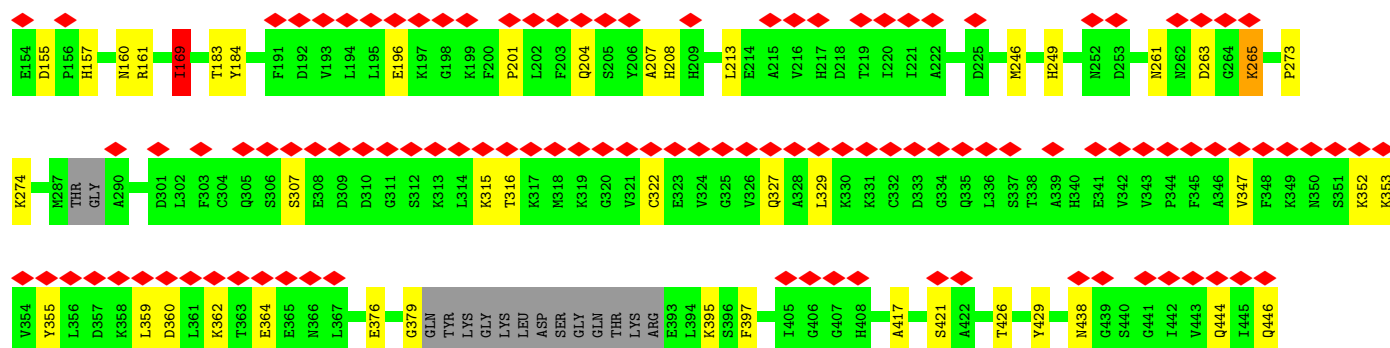 E154 D155 P156 H157 N160 R161 I169 T183 Y184 F191 D192 V193 L194 L195 E196 K197 G198 K199 F200 P201 L202 F203 Q204 S205 Y206 A207 H208 H209 L213 E214 A215 V216 H217 D218 T219 I220 I221 A222 D225 M246 H249 N252 D253 N261 N262 D263 G264 K265 P273
K274 M287 THR GLY A290 D301 L302 F303 C304 Q305 S306 S307 E308 D309 D310 G311 S312 K313 L314 K315 T316 K317 M318 K319 G320 V321 C322 E323 V324 G325 V326 Q327 A328 L329 K330 K331 C332 D333 G334 Q335 L336 S337 T338 A339 H340 E341 V342 V343 P344 F345 A346 V347 F348 K349 N350 S351 K352 K353
V354 Y355 L356 D357 K358 L359 D360 L361 K362 T363 E364 E365 N366 L367 E376 G379 GLN TYR LYS GLY LYS LEU ASP SER GLY GLN THR LYS ARG E393 L394 K395 S396 F397 I405 G406 G407 H408 A417 S421 A422 T426 Y429 N438 G439 S440 G441 I442 V443 Q444 I445 Q446